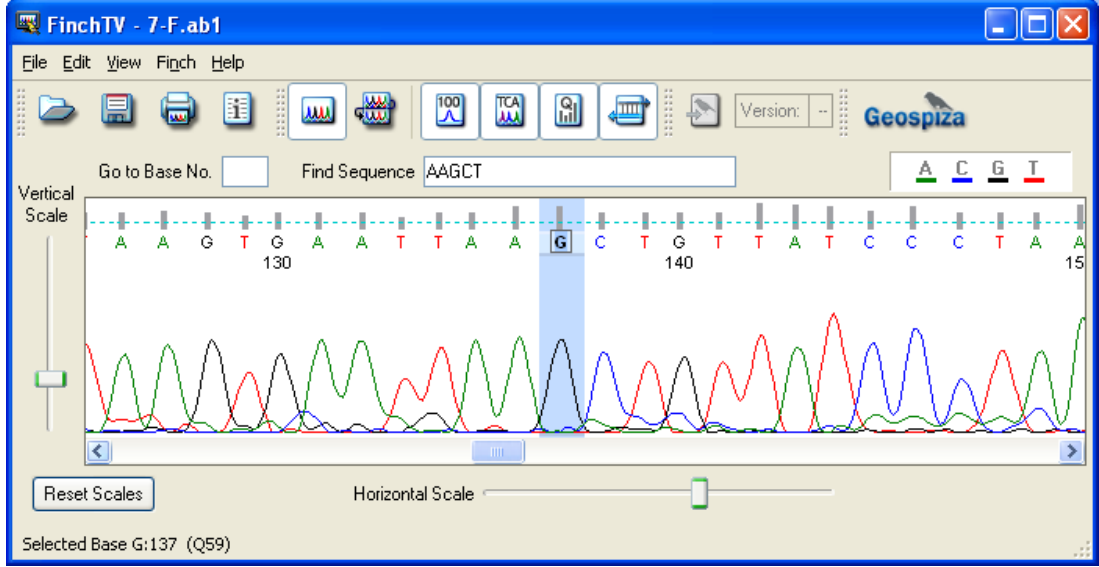 FinchTV - 7-F.ab1
File Edit View Finch Help
100 TCA Q i Version: -- Geospiza
Go to Base No. Find Sequence AAGCT A C G T
Vertical
Scale
T A A G T G A A T T A A G C T G T T A T C C C T A A
130 140 15
Reset Scales Horizontal Scale
Selected Base G:137 (Q59)